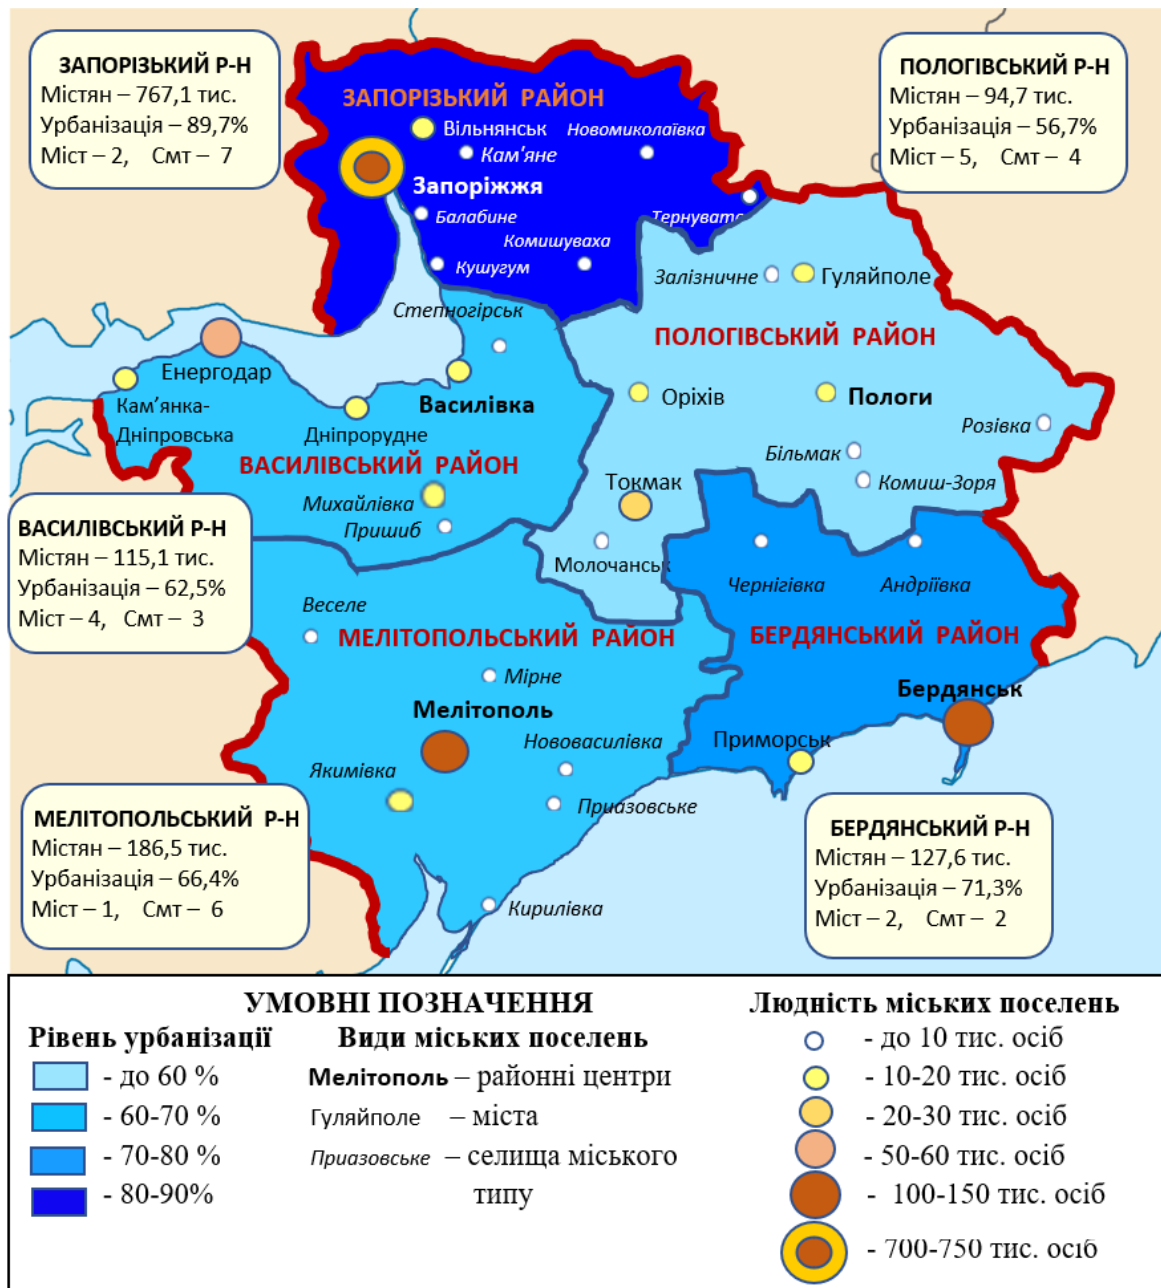 ЗАПОРІЗЬКИЙ Р-Н
Містян – 767,1 тис.
Урбанізація – 89,7%
Міст – 2, Смт – 7
ПОЛОГІВСЬКИЙ Р-Н
Містян – 94,7 тис.
Урбанізація – 56,7%
Міст – 5, Смт – 4
ЗАПОРІЗЬКИЙ РАЙОН
Вільнянськ
Новомиколаївка
Кам'яне
Запоріжжя
Балабине
Тернувате
Комишуваха
Кушугум
Залізничне
Гуляйполе
Степногірськ
ПОЛОГІВСЬКИЙ РАЙОН
Енергодар
Василівка
Оріхів
Пологи
Кам'янка-
Дніпровська
Дніпрорудне
Розівка
Більмак
ВАСИЛІВСЬКИЙ РАЙОН
Комиш-Зоря
Токмак
Михайлівка
Пришиб
Молочанськ
ВАСИЛІВСЬКИЙ Р-Н
Містян – 115,1 тис.
Урбанізація – 62,5%
Міст – 4, Смт – 3
Чернігівка
Андріївка
Веселе
МЕЛІТОПОЛЬСЬКИЙ РАЙОН
БЕРДЯНСЬКИЙ РАЙОН
Мірне
Бердянськ
Мелітополь
Нововасилівка
Приморськ
Якимівка
Приазовське
Кирилівка
МЕЛІТОПОЛЬСЬКИЙ Р-Н
Містян – 186,5 тис.
Урбанізація – 66,4%
Міст – 1, Смт – 6
БЕРДЯНСЬКИЙ Р-Н
Містян – 127,6 тис.
Урбанізація – 71,3%
Міст – 2, Смт – 2
УМОВНІ ПОЗНАЧЕННЯ
Рівень урбанізації
- до 60 %
- 60-70 %
- 70-80 %
- 80-90%
Види міських поселень
Мелітополь – районні центри
Гуляйполе – міста
Приазовське – селища міського
типу
Людність міських поселень
- до 10 тис. осіб
- 10-20 тис. осіб
- 20-30 тис. осіб
- 50-60 тис. осіб
- 100-150 тис. осіб
- 700-750 тис. осіб